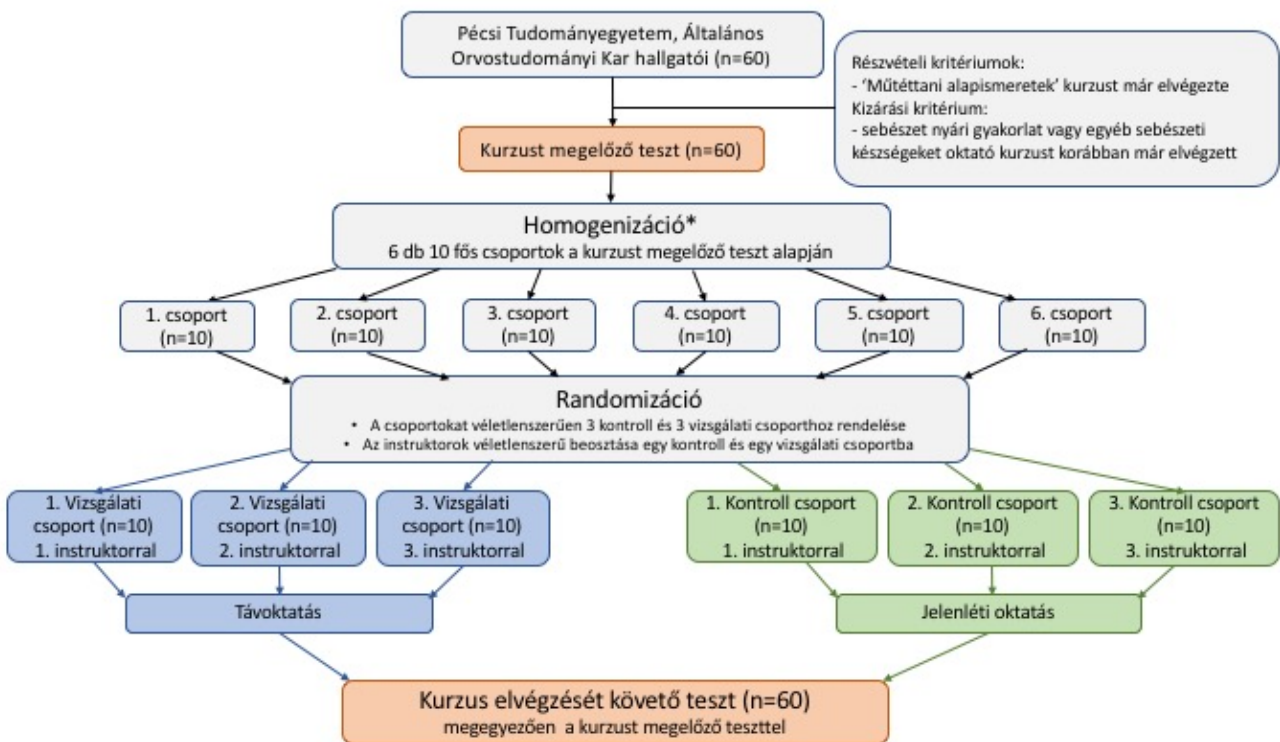 Pécsi Tudományegyetem, Általános
Orvostudományi Kar hallgatói (n=60)
Részvételi kritériumok:
- ‘Műtéttani alapismeretek’ kurzust már elvégezte
Kizárási kritérium:
- sebészet nyári gyakorlat vagy egyéb sebészeti
készségeket oktató kurzust korábban már elvégzett
Kurzust megelőző teszt (n=60)
Homogenizáció*
6 db 10 fős csoportok a kurzust megelőző teszt alapján
1. csoport
(n=10)
2. csoport
(n=10)
3. csoport
(n=10)
4. csoport
(n=10)
5. csoport
(n=10)
6. csoport
(n=10)
Randomizáció
• A csoportokat véletlenszerűen 3 kontroll és 3 vizsgálati csoporthoz rendelése
• Az instruktorok véletlenszerű beosztása egy kontroll és egy vizsgálati csoportba
1. Vizsgálati
csoport (n=10)
1. instruktorral
2. Vizsgálati
csoport (n=10)
2. instruktorral
3. Vizsgálati
csoport (n=10)
3. instruktorral
1. Kontroll csoport
(n=10)
1. instruktorral
2. Kontroll csoport
(n=10)
2. instruktorral
3. Kontroll csoport
(n=10)
3. instruktorral
Távoktatás
Jelenléti oktatás
Kurzus elvégzését követő teszt (n=60)
megegyezően a kurzust megelőző teszttel